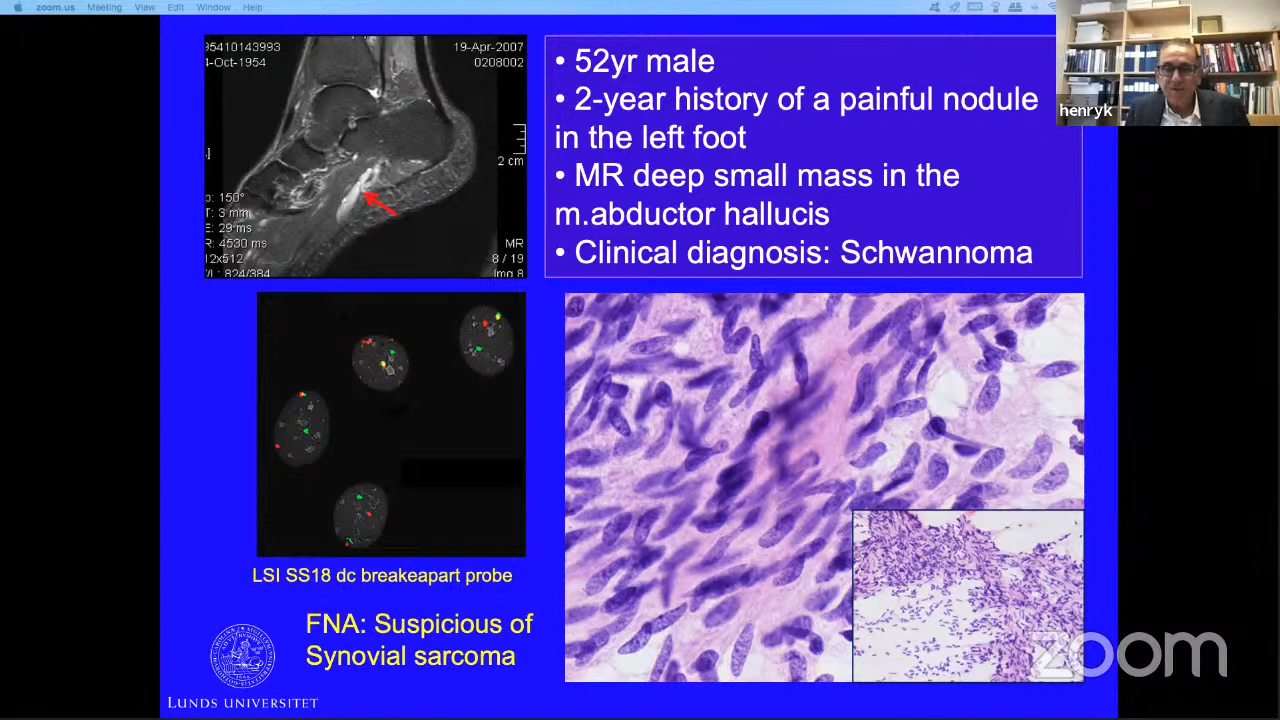 zoom.us Meeting View Edit Window Help
95410143993
19-Apr-2007
4-Oct-1954
0208002
2 cm
150°
T: 3 mm
E: 29 ms
R: 4530 ms
12x512
/L: 824/384
MR
8 / 19
Img 8
• 52yr male
• 2-year history of a painful nodule
in the left foot
• MR deep small mass in the
m.abductor hallucis
• Clinical diagnosis: Schwannoma
henryk
LSI SS18 dc breakeapart probe
FNA: Suspicious of
Synovial sarcoma
LUNDS UNIVERSITET
zoom